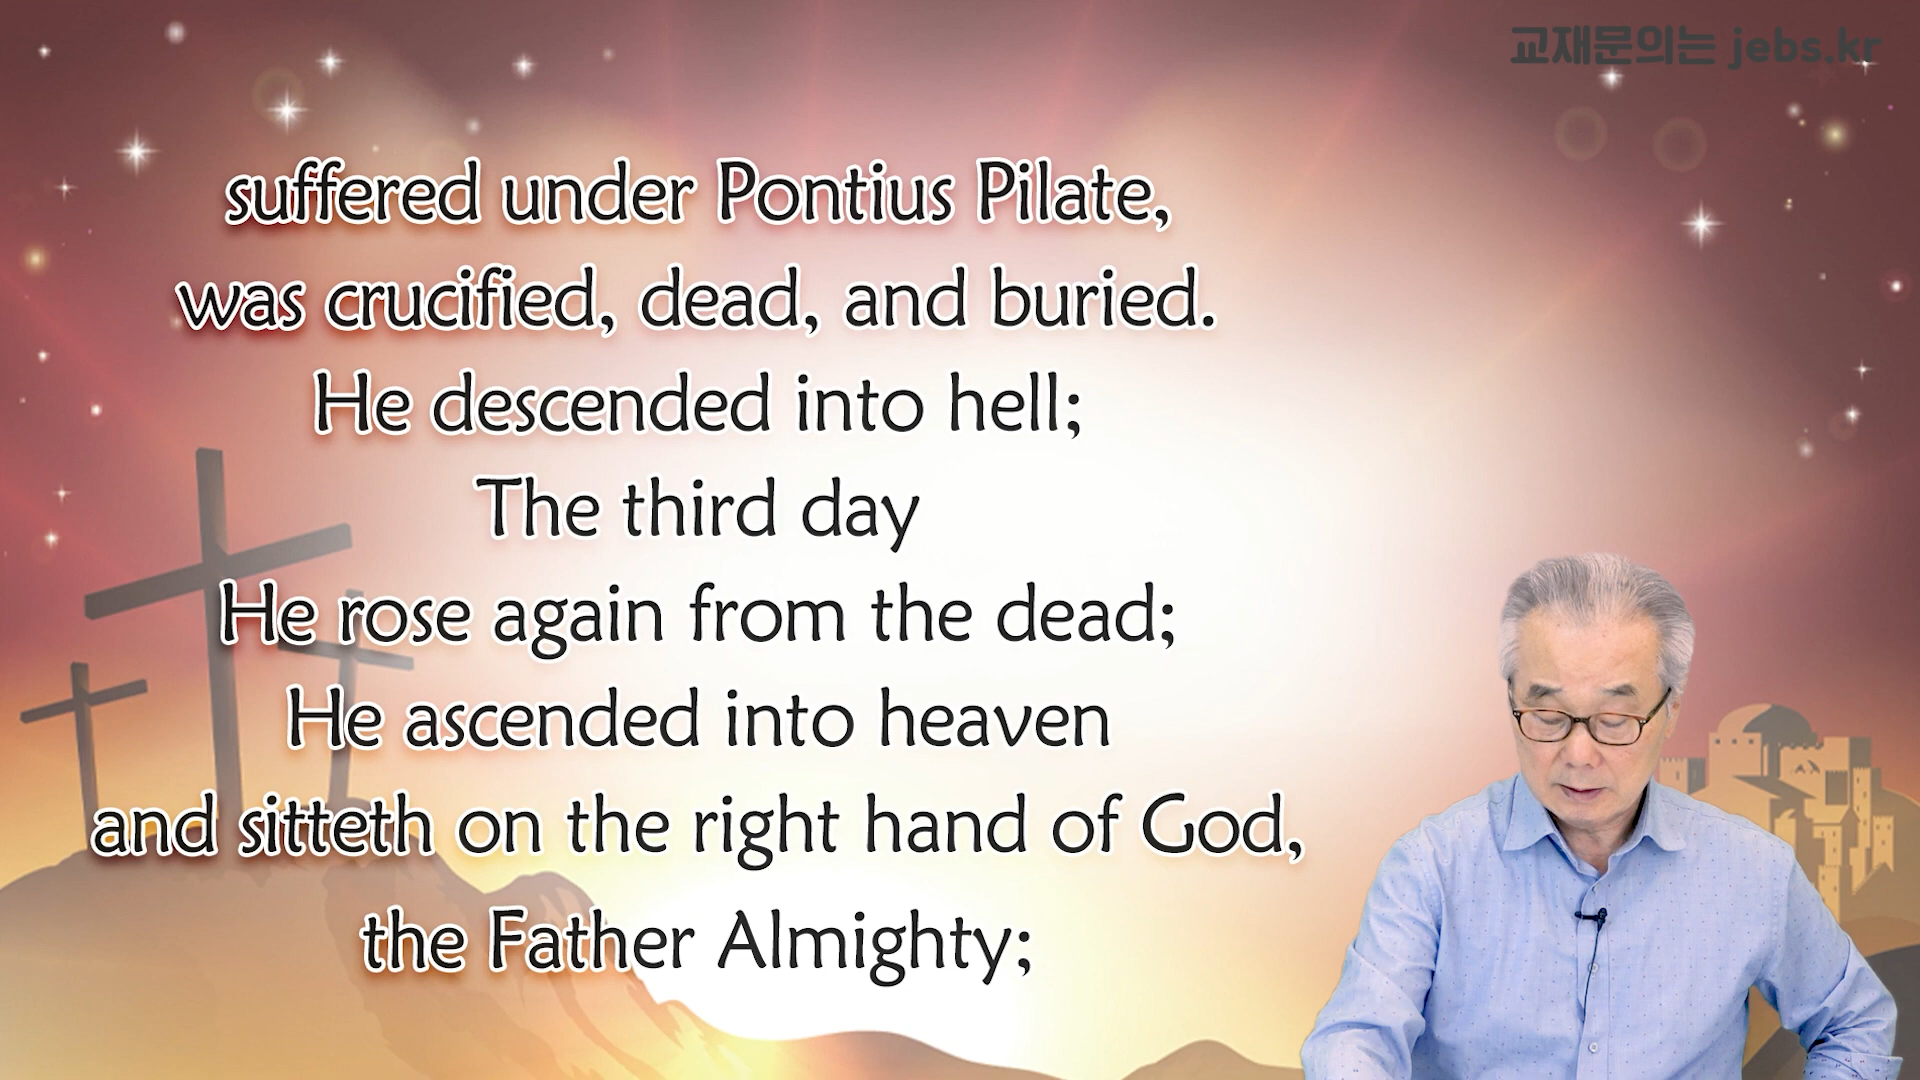 교재문의는 jebs.kr
suffered under Pontius Pilate,
was crucified, dead, and buried.
He descended into hell;
The third day
He rose again from the dead;
He ascended into heaven
and sitteth on the right hand of God,
the Father Almighty;